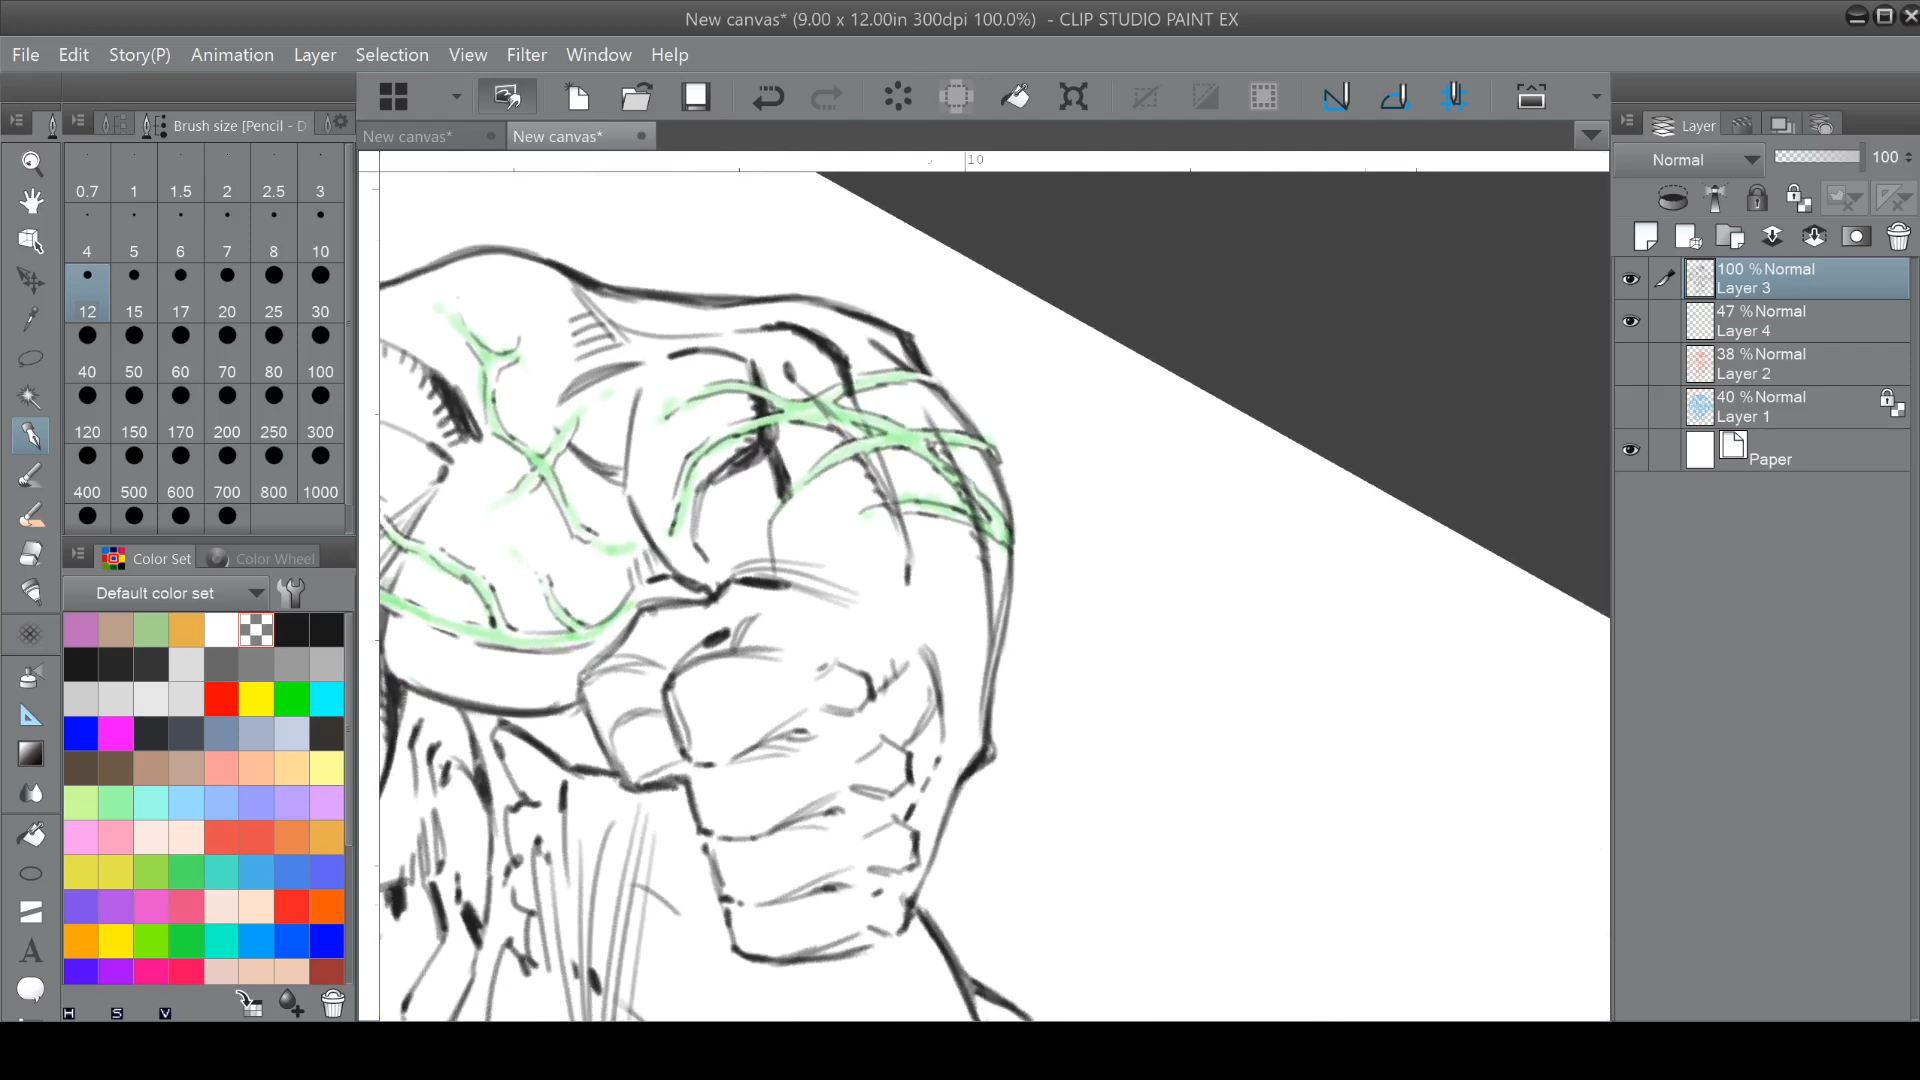 New canvas* (9.00 x 12.00in 300dpi 100.0%)  - CLIP STUDIO PAINT EX
File Edit Story(P) Animation Layer Selection View Filter Window Help
Brush size [Pencil - D
New canvas*
New canvas*
Layer
10
Normal 100
0.7 1 1.5 2 2.5 3
4 5 6 7 8 10
12 15 17 20 25 30
40 50 60 70 80 100
120 150 170 200 250 300
400 500 600 700 800 1000
100 %Normal
Layer 3
47 %Normal
Layer 4
38 %Normal
Layer 2
40 %Normal
Layer 1
Paper
Color Set
Color Wheel
Default color set
A
H S V